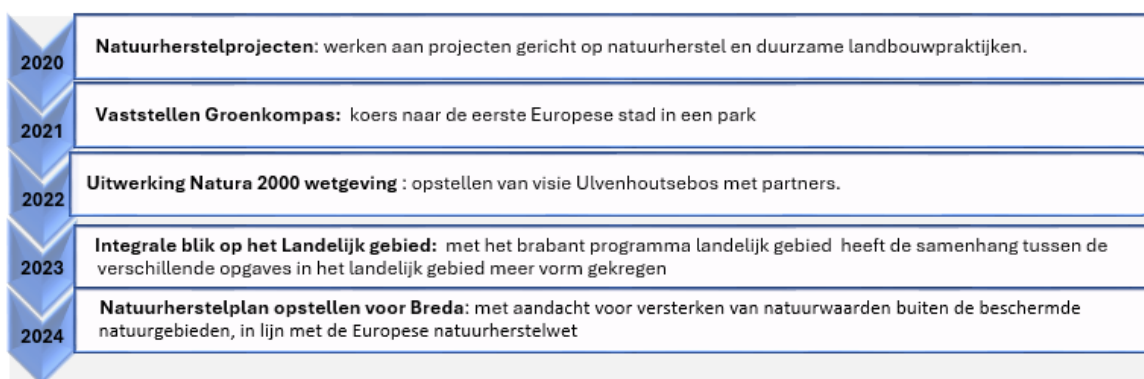 2020
Natuurherstelprojecten: werken aan projecten gericht op natuurherstel en duurzame landbouwpraktijken.
2021
Vaststellen Groenkompas: koers naar de eerste Europese stad in een park
2022
Uitwerking Natura 2000 wetgeving : opstellen van visie Ulvenhoutsebos met partners.
2023
Integrale blik op het Landelijk gebied: met het brabant programma landelijk gebied heeft de samenhang tussen de
verschillende opgaves in het landelijk gebied meer vorm gekregen
2024
Natuurherstelplan opstellen voor Breda: met aandacht voor versterken van natuurwaarden buiten de beschermde
natuurgebieden, in lijn met de Europese natuurherstelwet